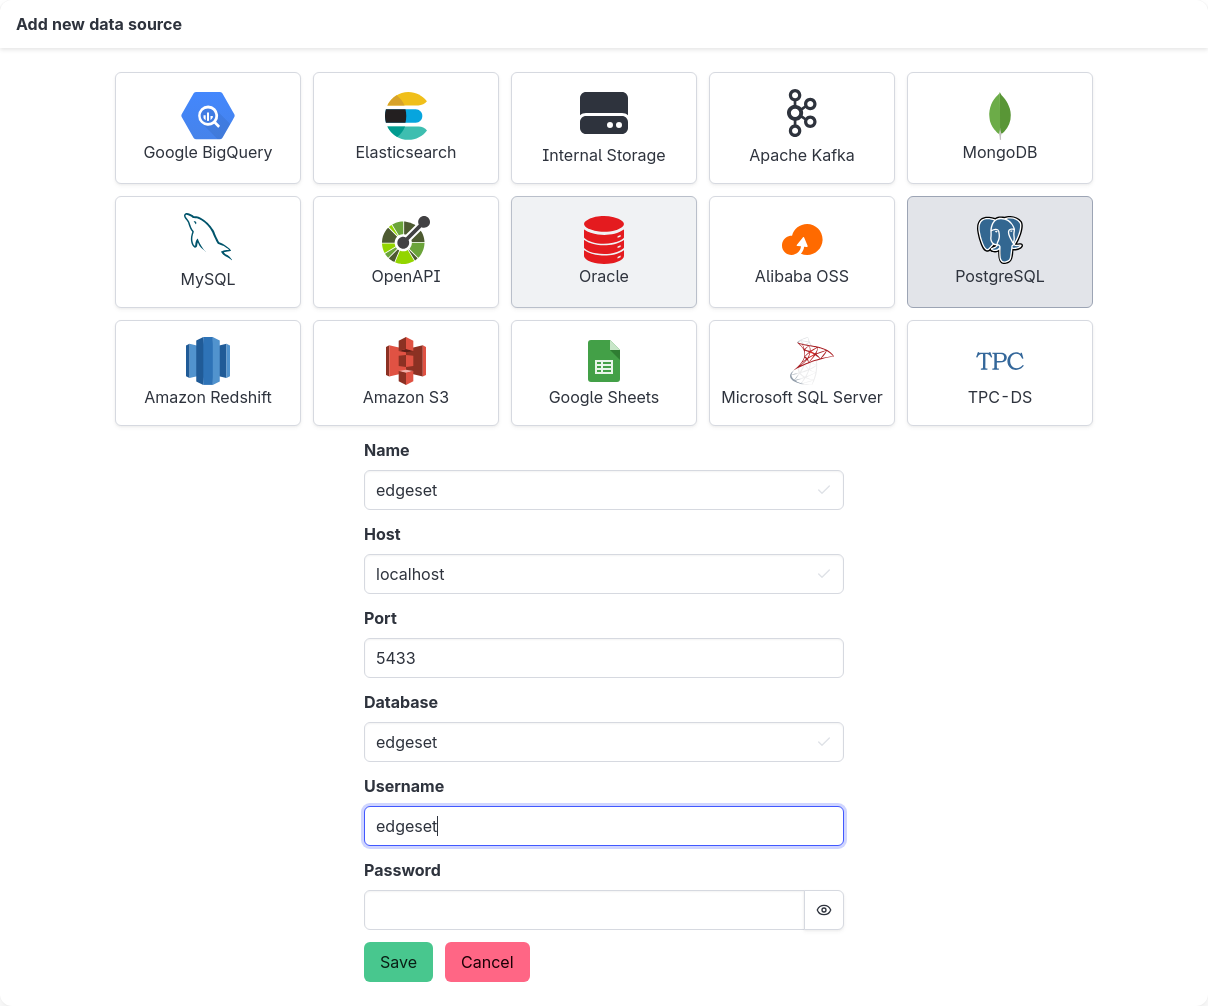 Add new data source
Google BigQuery
Elasticsearch
Internal Storage
Apache Kafka
MongoDB
MySQL
OpenAPI
Oracle
Alibaba OSS
PostgreSQL
Amazon Redshift
Amazon S3
Google Sheets
Microsoft SQL Server
TPC
TPC-DS
Name
edgeset
Host
localhost
Port
5433
Database
edgeset
Username
edgeset
Password
Save
Cancel